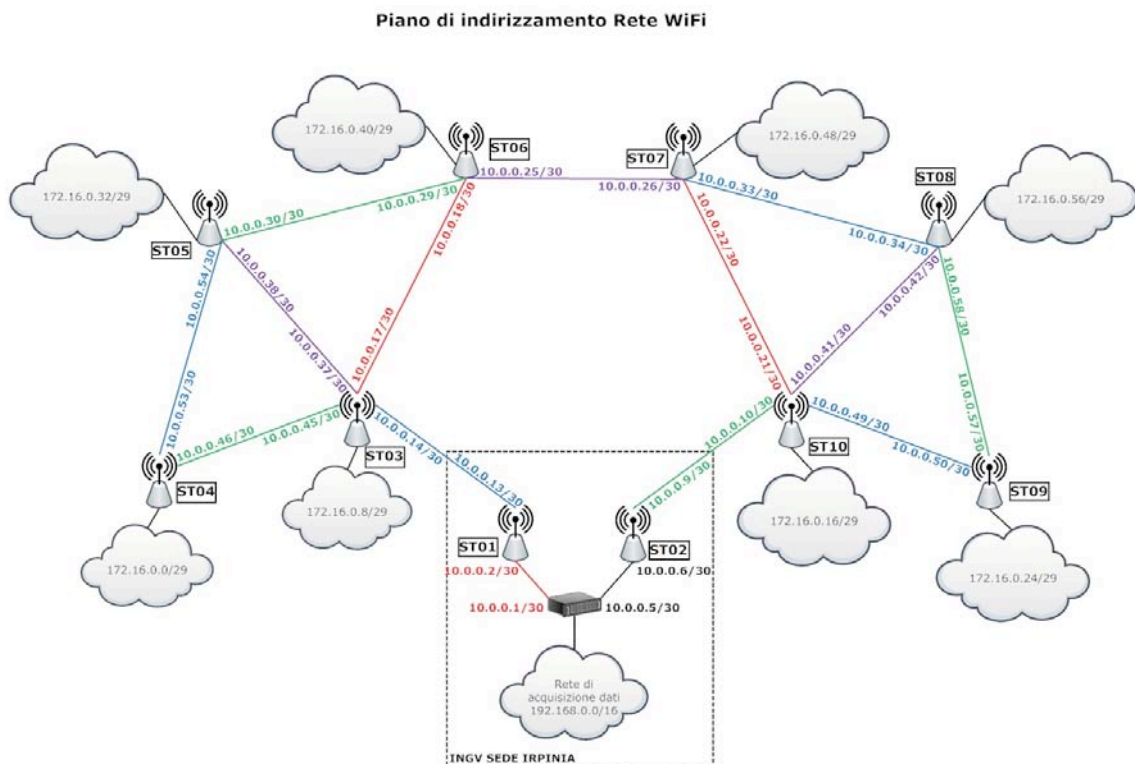 Piano di indirizzamento Rete WiFi
172.16.0.40/29
172.16.0.48/29
ST06
ST07
10.0.0.25/30
10.0.0.26/30
172.16.0.32/29
ST08
172.16.0.56/29
10.0.0.29/30
10.0.0.30/30
10.0.0.18/30
10.0.0.33/30
10.0.0.34/30
10.0.0.22/30
ST05
10.0.0.54/30
10.0.0.38/30
10.0.0.42/30
10.0.0.58/30
10.0.0.37/30
10.0.0.17/30
10.0.0.21/30
10.0.0.41/30
10.0.0.53/30
10.0.0.46/30
10.0.0.45/30
10.0.0.14/30
10.0.0.13/30
10.0.0.10/30
10.0.0.9/30
10.0.0.49/30
10.0.0.50/30
10.0.0.57/30
ST03
ST10
ST04
ST09
172.16.0.8/29
172.16.0.16/29
ST01
ST02
172.16.0.0/29
10.0.0.2/30
10.0.0.6/30
172.16.0.24/29
10.0.0.1/30
10.0.0.5/30
Rete di
acquisizione dati
192.168.0.0/16
INGV SEDE IRPINIA